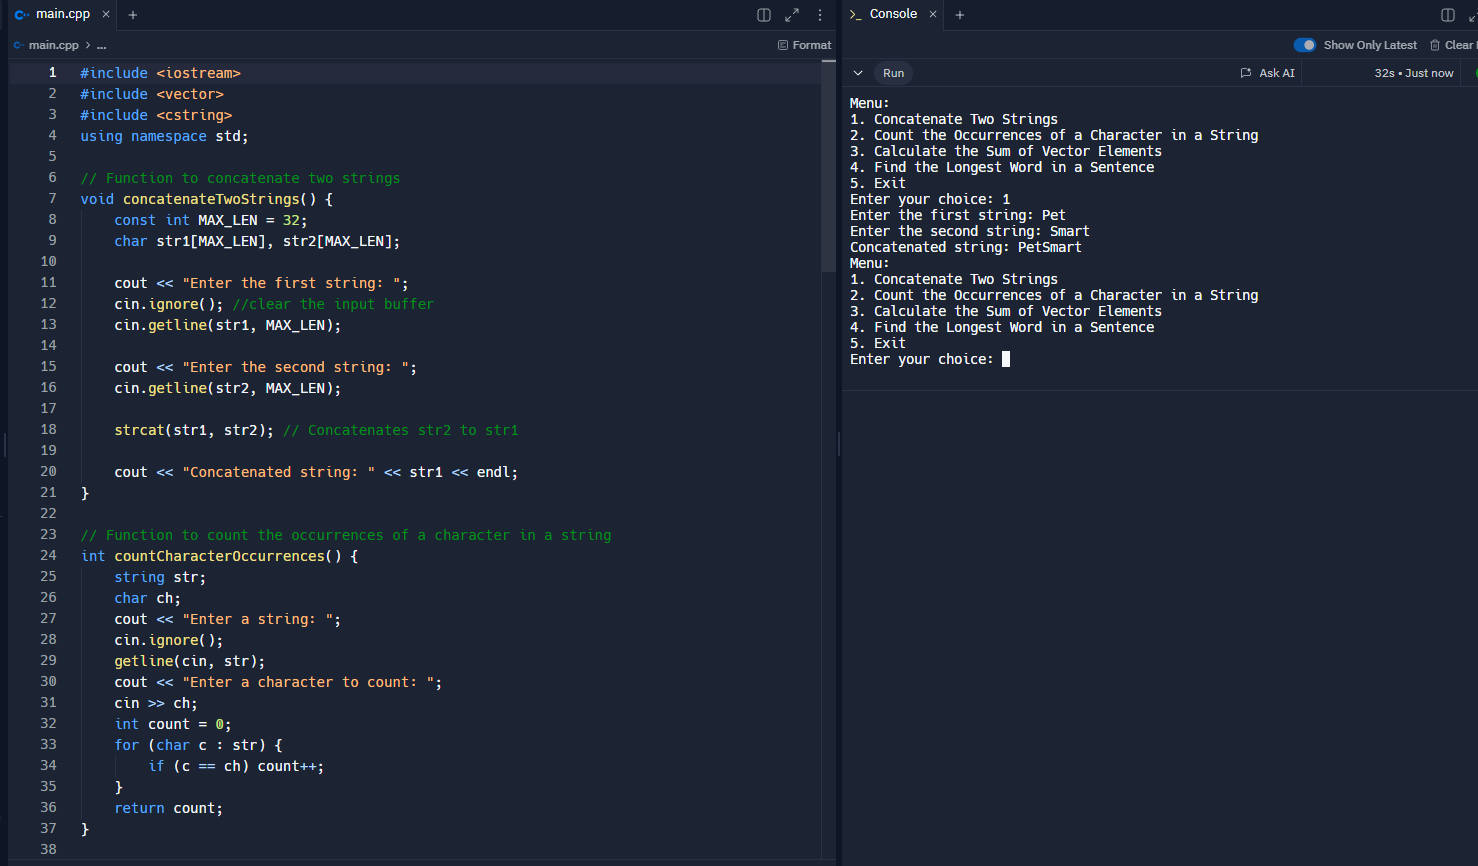 main.cpp
main.cpp > ...
Format
1 #include <iostream>
2 #include <vector>
3 #include <cstring>
4 using namespace std;
5
6 // Function to concatenate two strings
7 void concatenateTwoStrings() {
8     const int MAX_LEN = 32;
9     char str1[MAX_LEN], str2[MAX_LEN];
10
11     cout << "Enter the first string: ";
12     cin.ignore(); //clear the input buffer
13     cin.getline(str1, MAX_LEN);
14
15     cout << "Enter the second string: ";
16     cin.getline(str2, MAX_LEN);
17
18     strcat(str1, str2); // Concatenates str2 to str1
19
20     cout << "Concatenated string: " << str1 << endl;
21 }
22
23 // Function to count the occurrences of a character in a string
24 int countCharacterOccurrences() {
25     string str;
26     char ch;
27     cout << "Enter a string: ";
28     cin.ignore();
29     getline(cin, str);
30     cout << "Enter a character to count: ";
31     cin >> ch;
32     int count = 0;
33     for (char c : str) {
34         if (c == ch) count++;
35     }
36     return count;
37 }
38
Console
Show Only Latest
Clear
Run
Ask AI
32s • Just now
Menu:
1. Concatenate Two Strings
2. Count the Occurrences of a Character in a String
3. Calculate the Sum of Vector Elements
4. Find the Longest Word in a Sentence
5. Exit
Enter your choice: 1
Enter the first string: Pet
Enter the second string: Smart
Concatenated string: PetSmart
Menu:
1. Concatenate Two Strings
2. Count the Occurrences of a Character in a String
3. Calculate the Sum of Vector Elements
4. Find the Longest Word in a Sentence
5. Exit
Enter your choice: